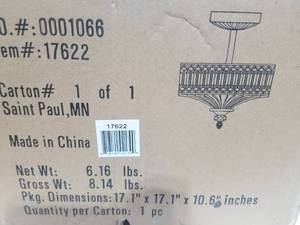 O.#:0001066
em#:17622
Carton# 1 of 1
Saint Paul,MN
17622
Made in China
Net Wt: 6.16 lbs.
Gross Wt: 8.14 lbs.
Pkg. Dimensions: 17.1" x 17.1" x 10.6" inches
Quantity per Carton: 1 pc